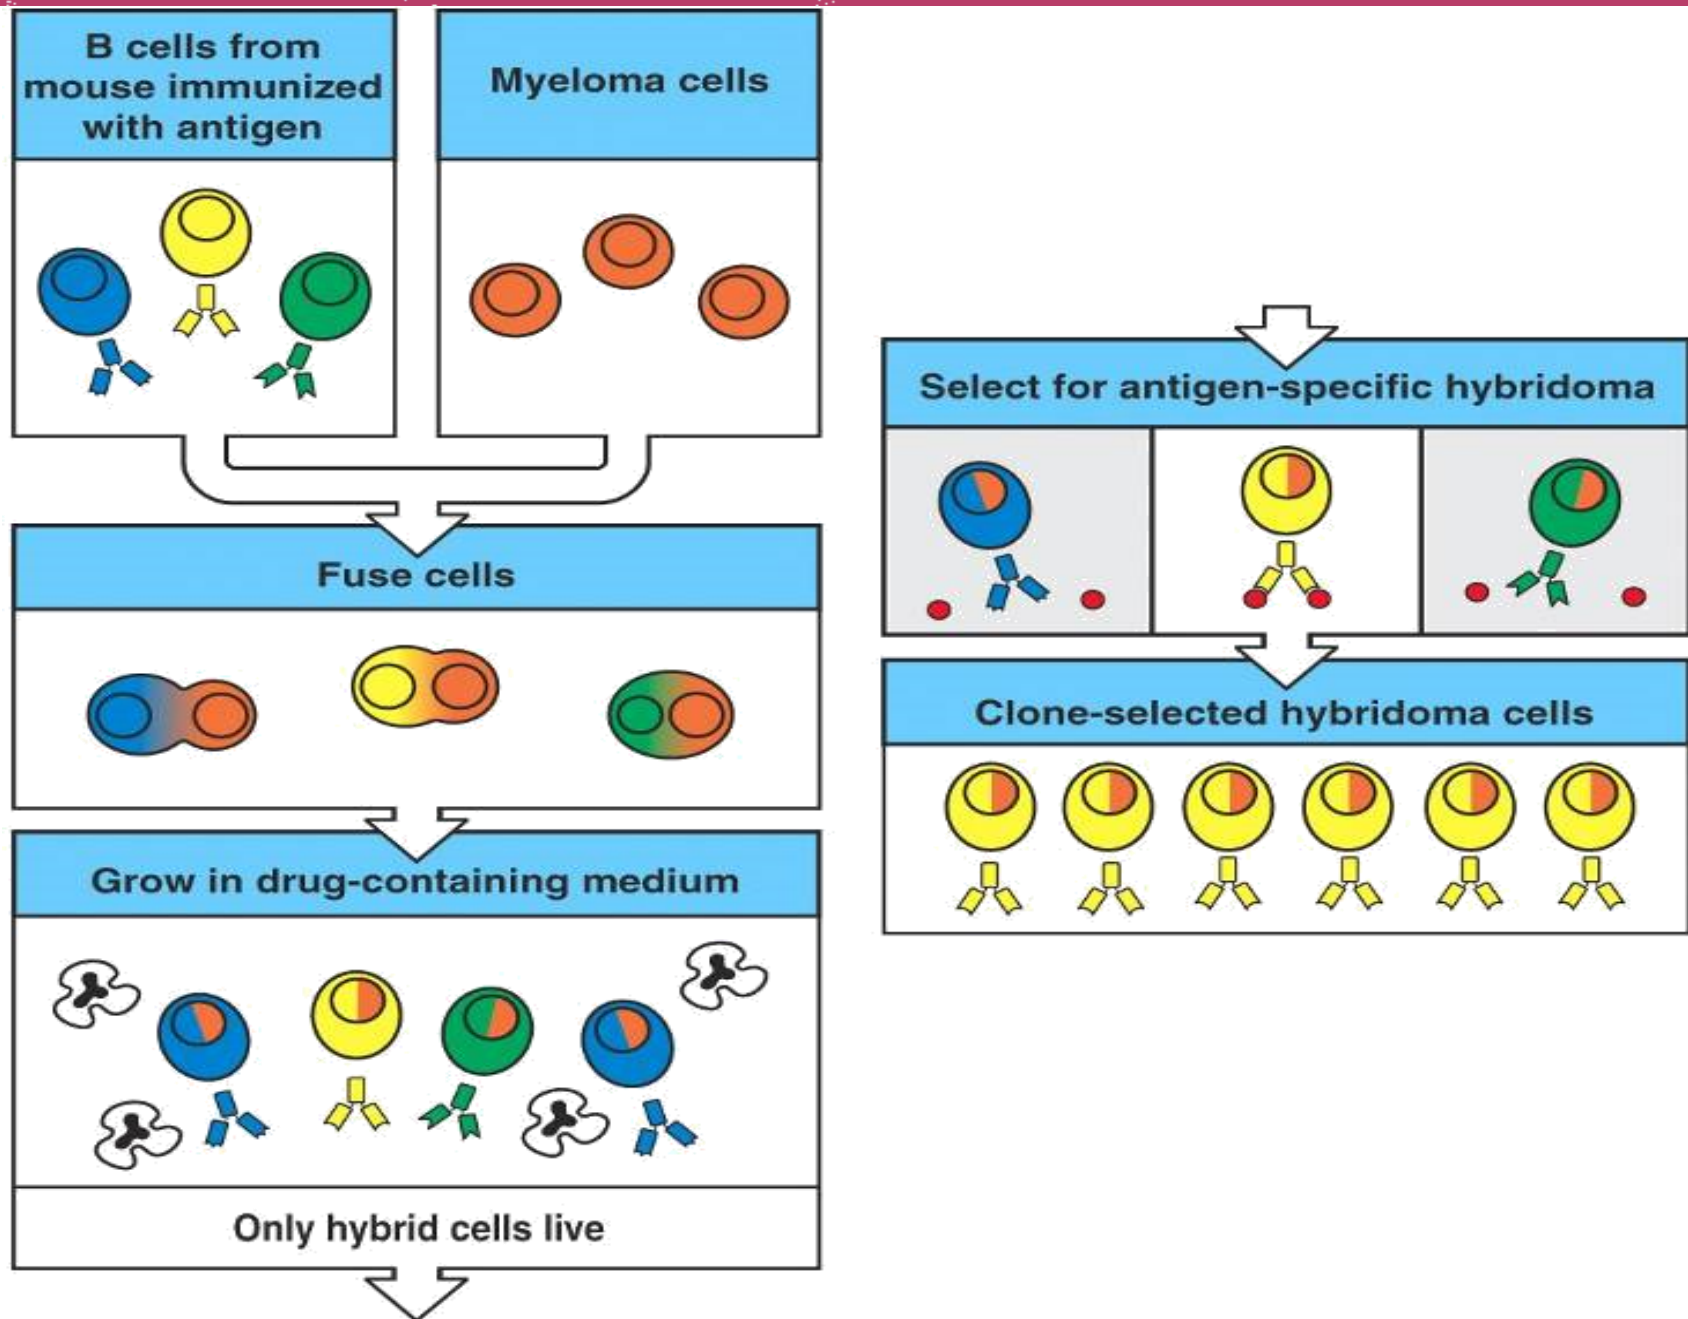 B cells from
mouse immunized
with antigen
Myeloma cells
Fuse cells
Grow in drug-containing medium
Only hybrid cells live
Select for antigen-specific hybridoma
Clone-selected hybridoma cells